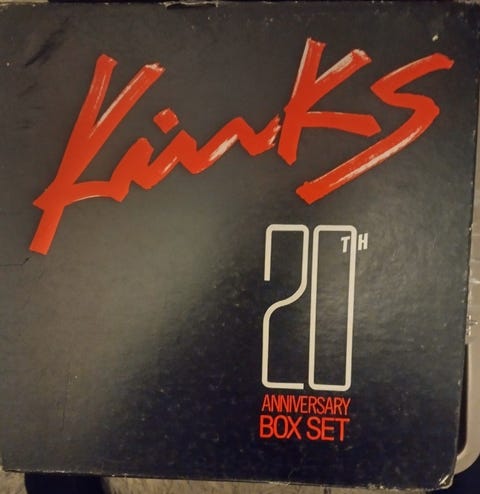 Kinks
20TH
ANNIVERSARY
BOX SET